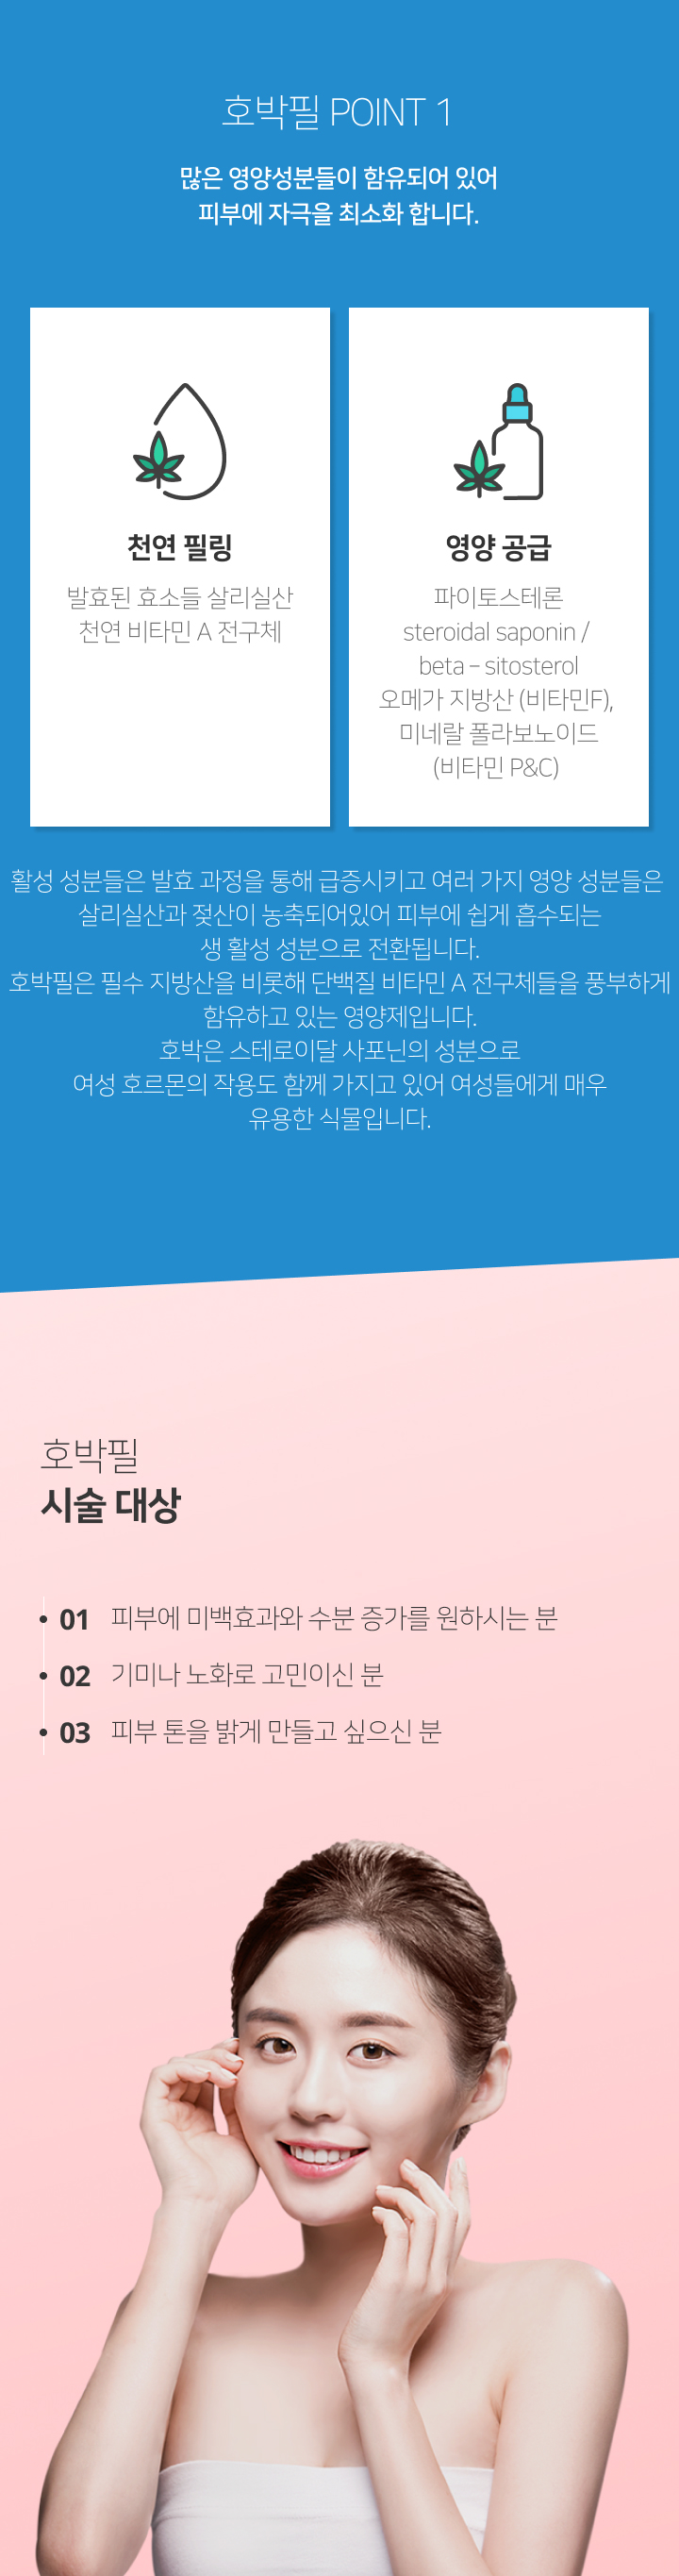 호박필 POINT 1
많은 영양성분들이 함유되어 있어
피부에 자극을 최소화 합니다.
천연 필링
발효된 효소들 살리실산
천연 비타민 A 전구체
영양 공급
파이토스테론
steroidal saponin /
beta - sitosterol
오메가 지방산 (비타민F),
미네랄 폴라보노이드
(비타민 P&C)
활성 성분들은 발효 과정을 통해 급증시키고 여러 가지 영양 성분들은
살리실산과 젖산이 농축되어있어 피부에 쉽게 흡수되는
생 활성 성분으로 전환됩니다.
호박필은 필수 지방산을 비롯해 단백질 비타민 A 전구체들을 풍부하게
함유하고 있는 영양제입니다.
호박은 스테로이달 사포닌의 성분으로
여성 호르몬의 작용도 함께 가지고 있어 여성들에게 매우
유용한 식물입니다.
호박필
시술 대상
01 피부에 미백효과와 수분 증가를 원하시는 분
02 기미나 노화로 고민이신 분
03 피부 톤을 밝게 만들고 싶으신 분